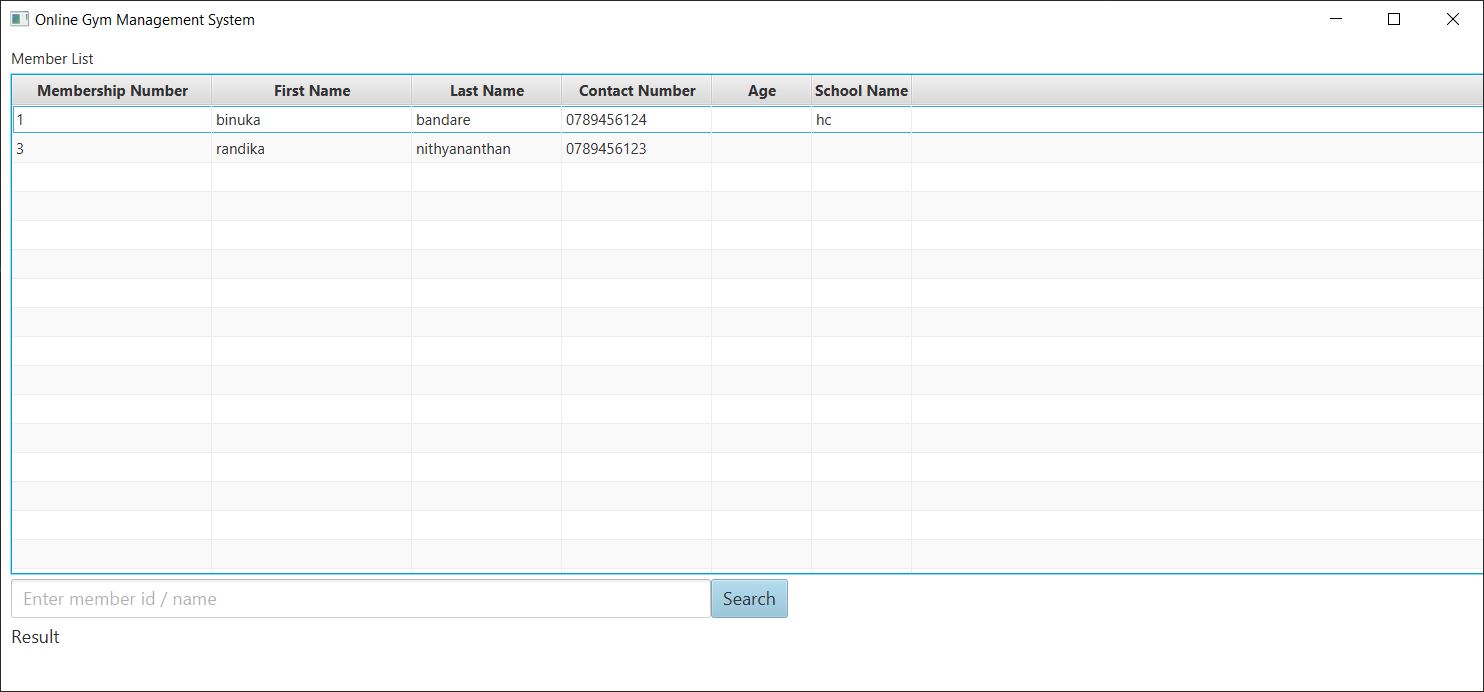 Online Gym Management System
Member List
Membership Number First Name Last Name Contact Number Age School Name
1 binuka bandare 0789456124 hc
3 randika nithyananthan 0789456123
Enter member id / name Search
Result